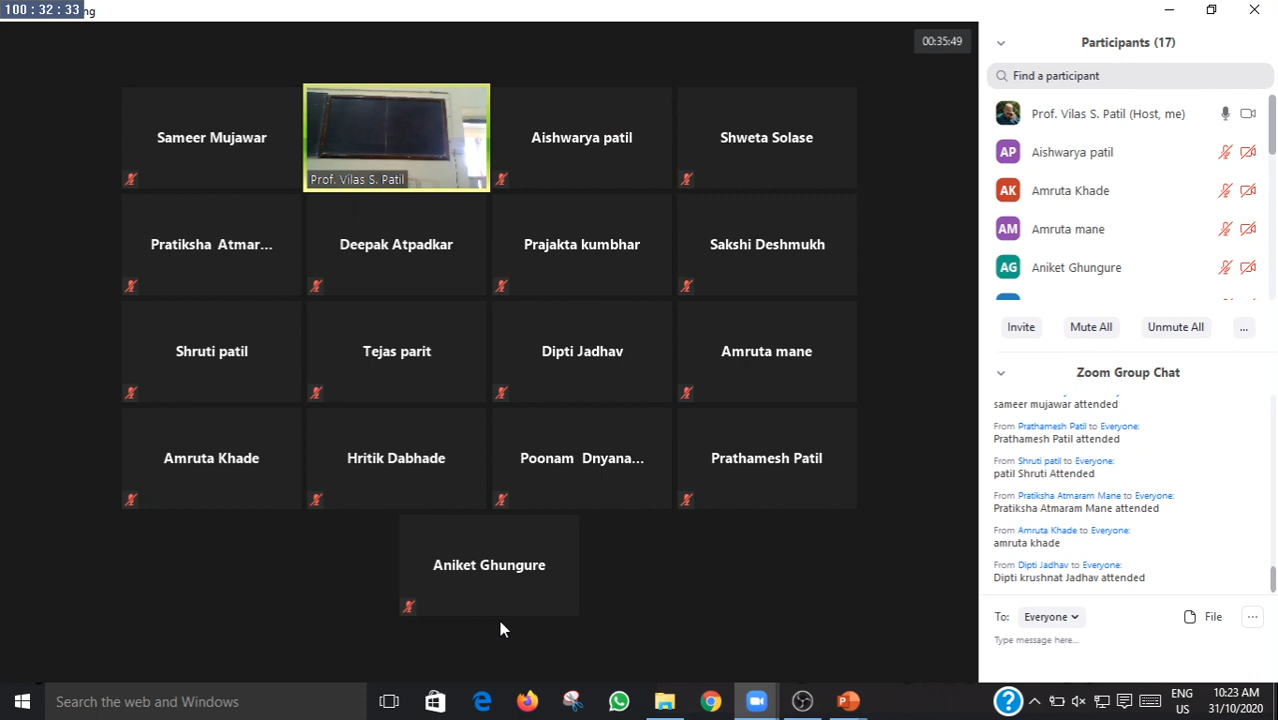 100:32:33
ng
00:35:49
Sameer Mujawar
Prof. Vilas S. Patil
Aishwarya patil
Shweta Solase
Pratiksha Atmar...
Deepak Atpadkar
Prajakta kumbhar
Sakshi Deshmukh
Shruti patil
Tejas parit
Dipti Jadhav
Amruta mane
Amruta Khade
Hritik Dabhade
Poonam Dnyana...
Prathamesh Patil
Aniket Ghungure
Participants (17)
Find a participant
Prof. Vilas S. Patil (Host, me)
AP Aishwarya patil
AK Amruta Khade
AM Amruta mane
AG Aniket Ghungure
Invite
Mute All
Unmute All
...
Zoom Group Chat
sameer mujawar attended
From Prathamesh Patil to Everyone:
Prathamesh Patil attended
From Shruti patil to Everyone:
patil Shruti Attended
From Pratiksha Atmaram Mane to Everyone:
Pratiksha Atmaram Mane attended
From Amruta Khade to Everyone:
amruta khade
From Dipti Jadhav to Everyone:
Dipti krushnat Jadhav attended
To: Everyone
File
...
Type message here...
Search the web and Windows
ENG
US
10:23 AM
31/10/2020